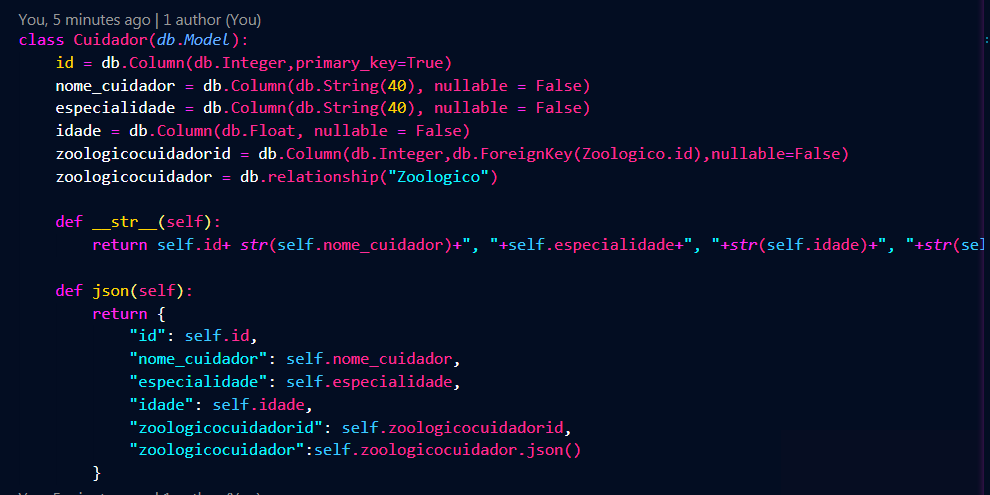 You, 5 minutes ago | 1 author (You)
class Cuidador(db.Model):
    id = db.Column(db.Integer,primary_key=True)
    nome_cuidador = db.Column(db.String(40), nullable = False)
    especialidade = db.Column(db.String(40), nullable = False)
    idade = db.Column(db.Float, nullable = False)
    zoologicocuidadorid = db.Column(db.Integer,db.ForeignKey(Zoologico.id),nullable=False)
    zoologicocuidador = db.relationship("Zoologico")
    def __str__(self):
        return self.id+ str(self.nome_cuidador)+", "+self.especialidade+", "+str(self.idade)+", "+str(sel
    def json(self):
        return {
            "id": self.id,
            "nome_cuidador": self.nome_cuidador,
            "especialidade": self.especialidade,
            "idade": self.idade,
            "zoologicocuidadorid": self.zoologicocuidadorid,
            "zoologicocuidador":self.zoologicocuidador.json()
        }